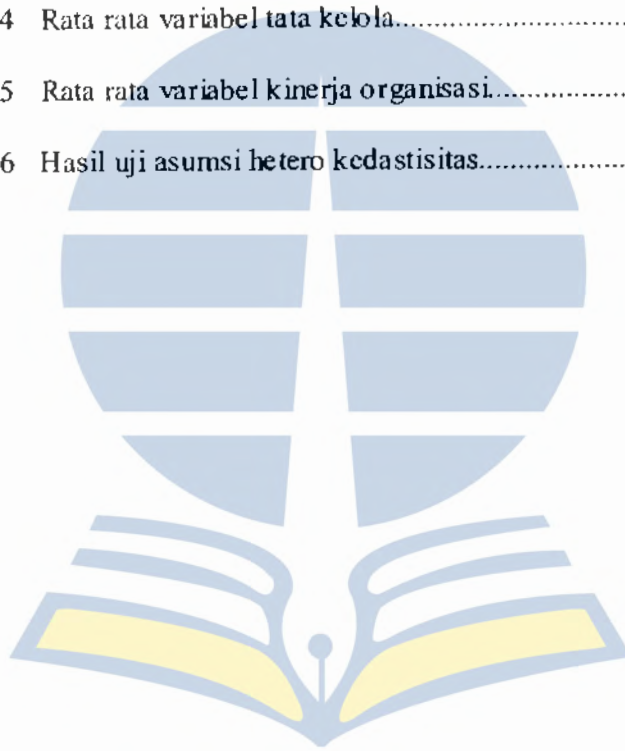 4 Rata rata variabel tata kelola............................
5 Rata rata variabel kinerja organisasi..................
6 Hasil uji asumsi hetero kedastisitas....................